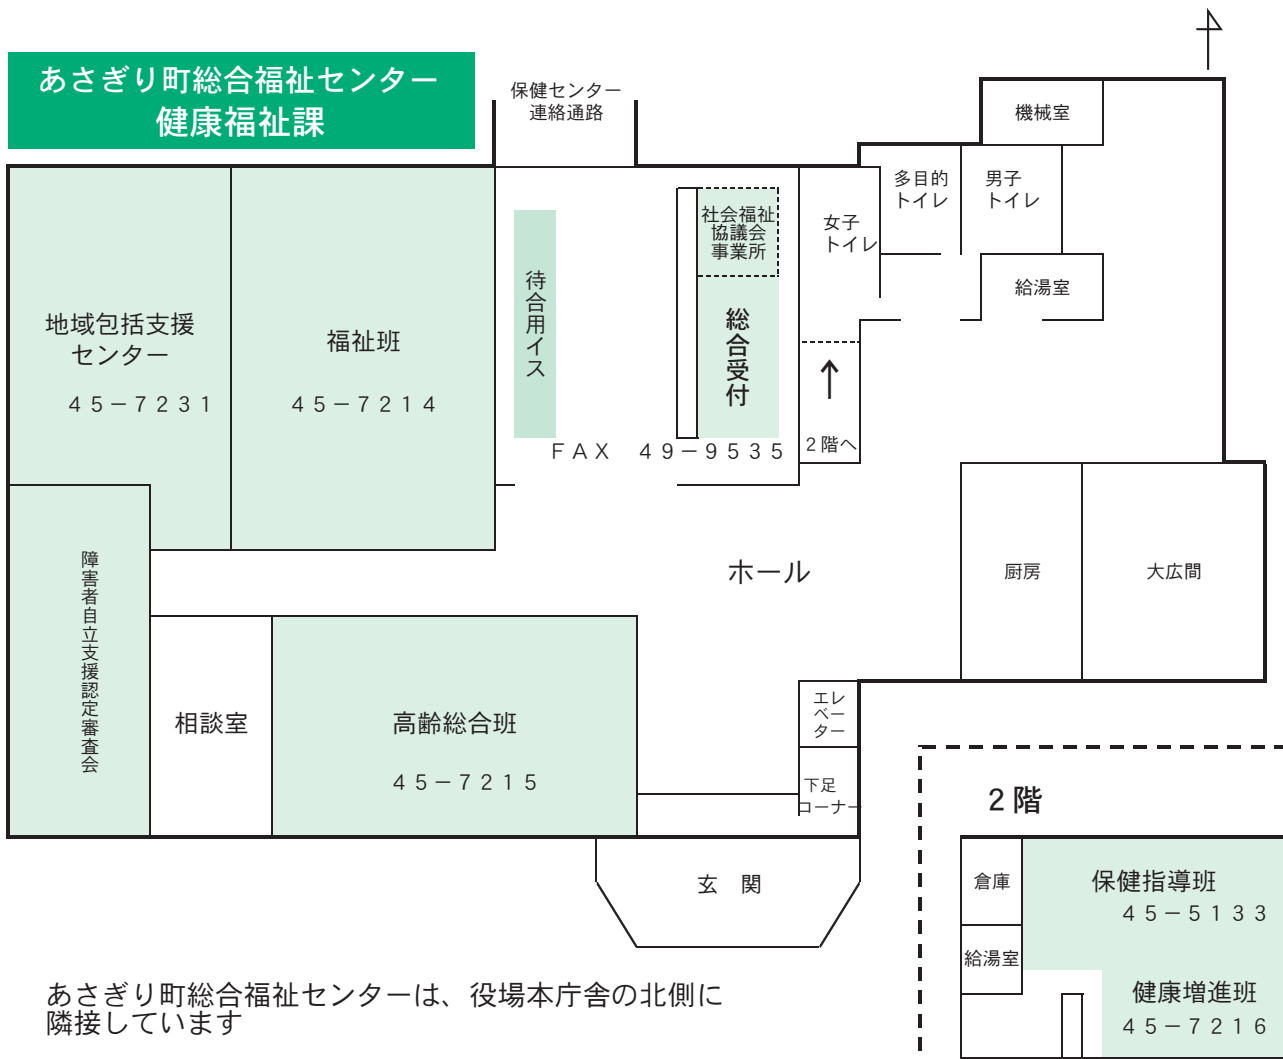 あさぎり町総合福祉センター
健康福祉課
保健センター
連絡通路
機械室
多目的
トイレ
男子
トイレ
社会福祉
協議会
事業所
女子
トイレ
給湯室
待合用イス
総合受付
地域包括支援
センター
45－7231
福祉班
45－7214
2階へ
FAX 49－9535
ホール
厨房
大広間
障害者自立支援認定審査会
相談室
高齢総合班
45－7215
エレ
ベー
ター
下足
コーナー
玄 関
2階
倉庫
保健指導班
45－5133
給湯室
健康増進班
45－7216
あさぎり町総合福祉センターは、役場本庁舎の北側に
隣接しています